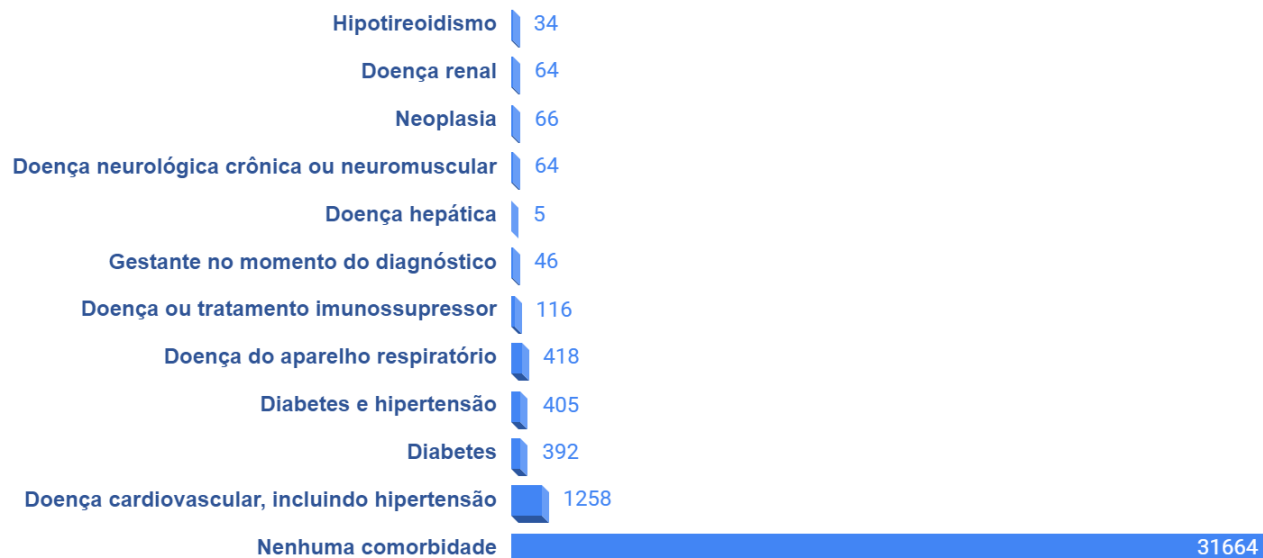 Hipotireoidismo 34
Doença renal 64
Neoplasia 66
Doença neurológica crônica ou neuromuscular 64
Doença hepática 5
Gestante no momento do diagnóstico 46
Doença ou tratamento imunossupressor 116
Doença do aparelho respiratório 418
Diabetes e hipertensão 405
Diabetes 392
Doença cardiovascular, incluindo hipertensão 1258
Nenhuma comorbidade 31664